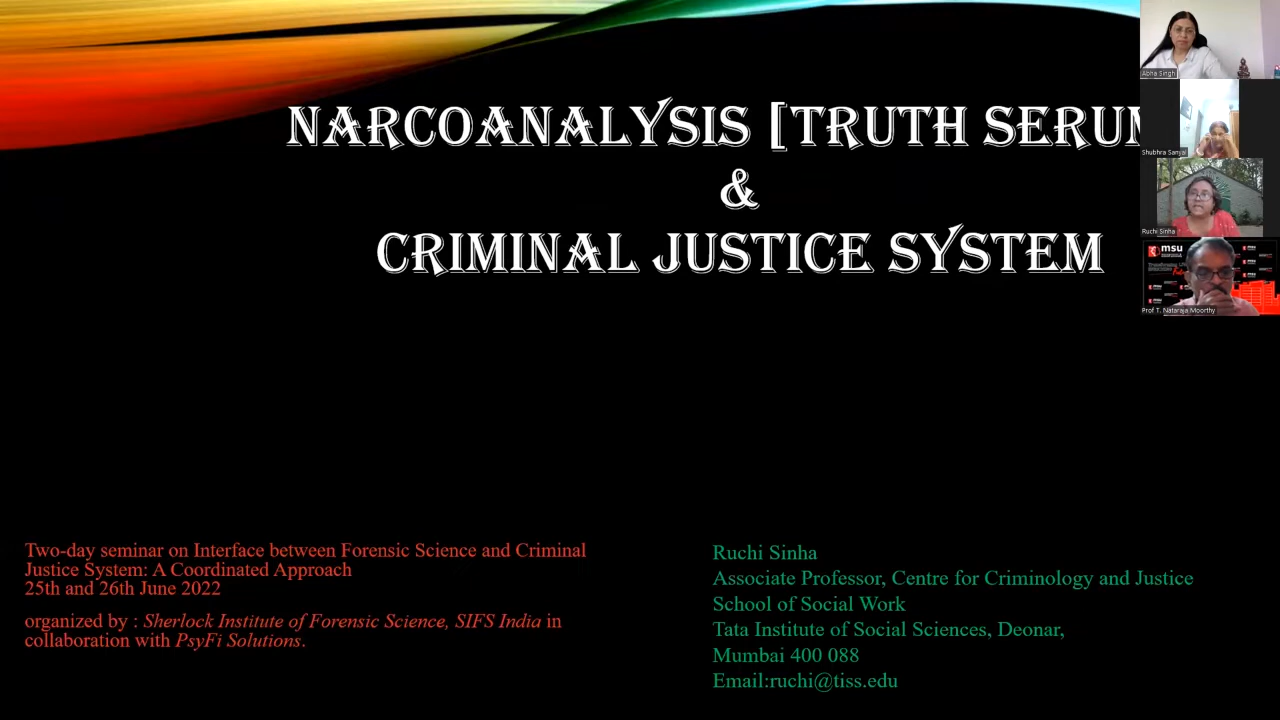 NARCOANALYSIS [TRUTH SERUM
&
CRIMINAL JUSTICE SYSTEM
Abha Singh
Shubhra Sanyal
Ruchi Sinha
msu
Prof T. Nataraja Moorthy
Two-day seminar on Interface between Forensic Science and Criminal
Justice System: A Coordinated Approach
25th and 26th June 2022
organized by : Sherlock Institute of Forensic Science, SIFS India in
collaboration with PsyFi Solutions.
Ruchi Sinha
Associate Professor, Centre for Criminology and Justice
School of Social Work
Tata Institute of Social Sciences, Deonar,
Mumbai 400 088
Email:ruchi@tiss.edu